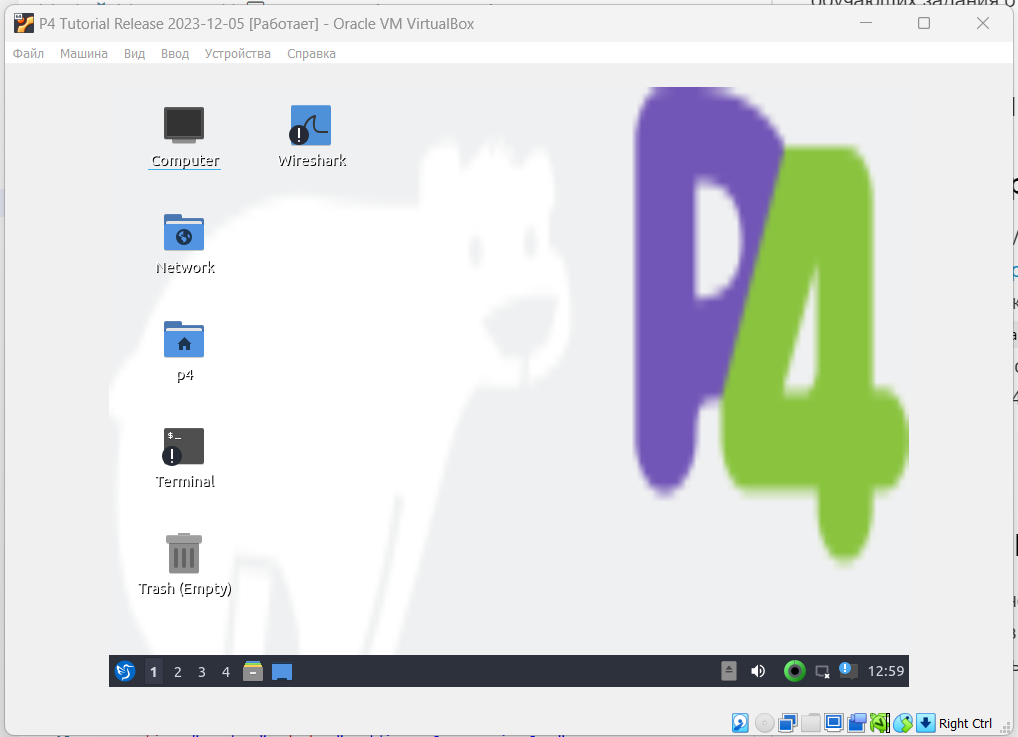 P4 Tutorial Release 2023-12-05 [Работает] - Oracle VM VirtualBox
Файл Машина Вид Ввод Устройства Справка
Computer Wireshark
Network
p4
$_
Terminal
Trash (Empty)
P4
1 2 3 4 12:59
Right Ctrl